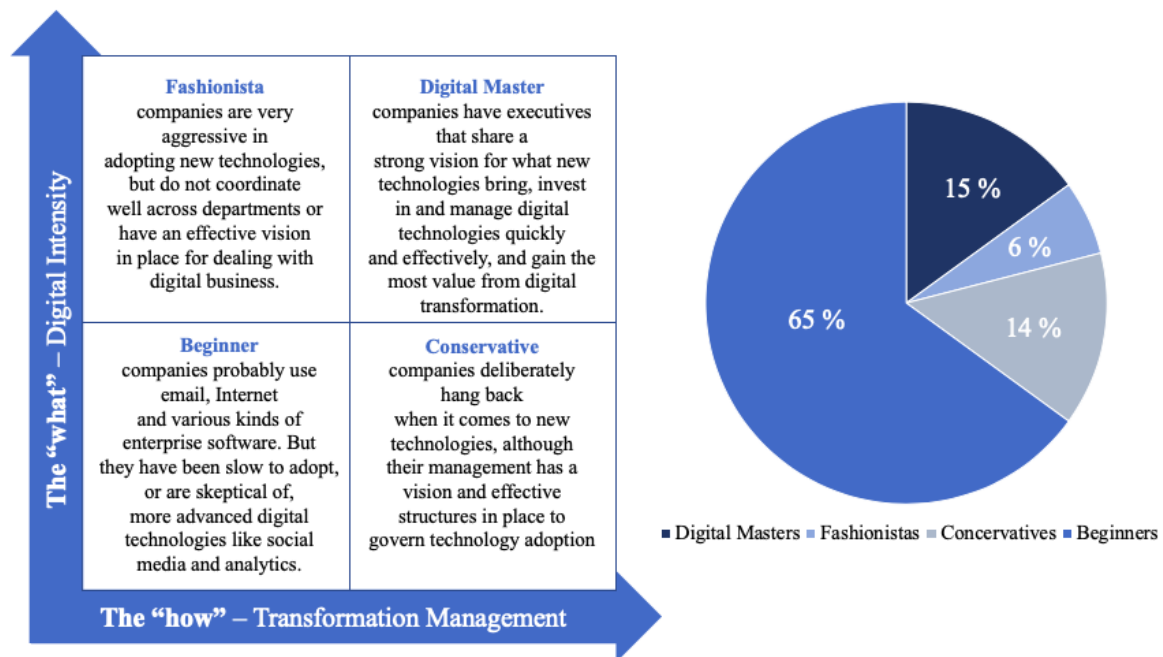 The “what” – Digital Intensity
Fashionista
companies are very
aggressive in
adopting new technologies,
but do not coordinate
well across departments or
have an effective vision
in place for dealing with
digital business.
Digital Master
companies have executives
that share a
strong vision for what new
technologies bring, invest
in and manage digital
technologies quickly
and effectively, and gain the
most value from digital
transformation.
Beginner
companies probably use
email, Internet
and various kinds of
enterprise software. But
they have been slow to adopt,
or are skeptical of,
more advanced digital
technologies like social
media and analytics.
Conservative
companies deliberately
hang back
when it comes to new
technologies, although
their management has a
vision and effective
structures in place to
govern technology adoption
The “how” – Transformation Management
15 %
6 %
14 %
65 %
Digital Masters Fashionistas Concervatives Beginners